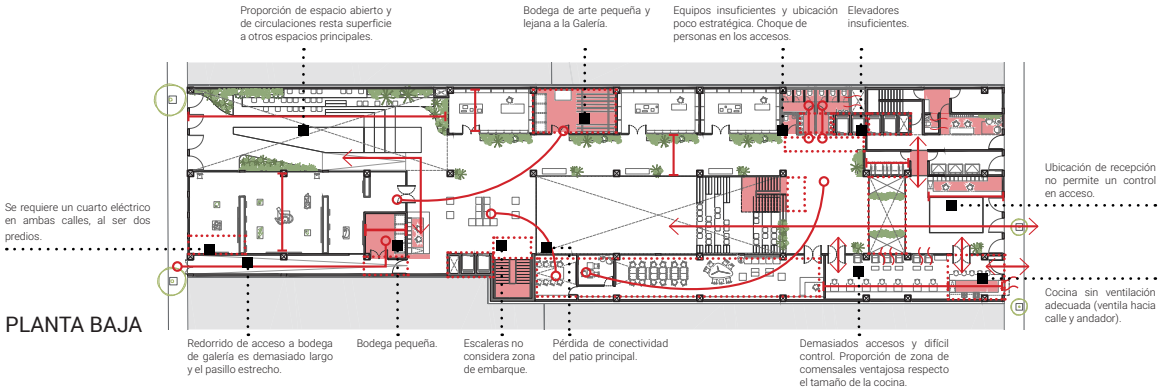 Proporción de espacio abierto y
de circulaciones resta superficie
a otros espacios principales.
Bodega de arte pequeña y
lejana a la Galería.
Equipos insuficientes y ubicación
poco estratégica. Choque de
personas en los accesos.
Elevadores
insuficientes.
Se requiere un cuarto eléctrico
en ambas calles, al ser dos
predios.
Ubicación de recepción
no permite un control
en acceso.
Cocina sin ventilación
adecuada (ventila hacia
calle y andador).
PLANTA BAJA
Redorrido de acceso a bodega
de galería es demasiado largo
y el pasillo estrecho.
Bodega pequeña.
Escaleras no
considera zona
de embarque.
Pérdida de conectividad
del patio principal.
Demasiados accesos y difícil
control. Proporción de zona de
comensales ventajosa respecto
el tamaño de la cocina.